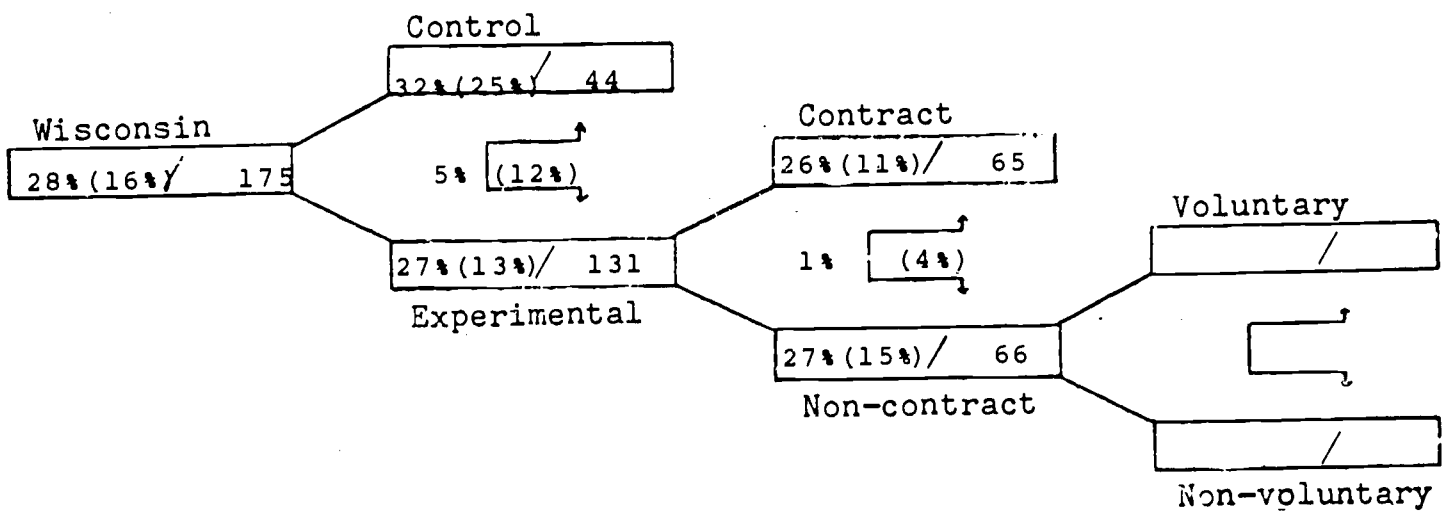 Control
32%(25%)/ 44
Wisconsin
28%(16%)/ 175
5% (12%)
Contract
26%(11%)/ 65
27%(13%)/ 131
Experimental
1% (4%)
Voluntary
/
27%(15%)/ 66
Non-contract
/
Non-voluntary